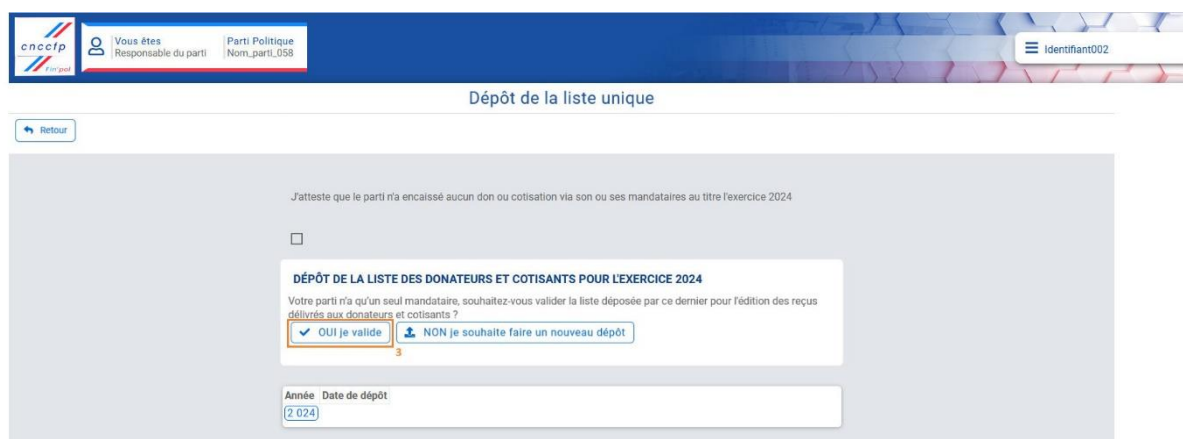 cnccfp
Fin'pol
Vous êtes
Responsable du parti
Parti Politique
Nom_parti_058
Identifiant002
Dépôt de la liste unique
Retour
J'atteste que le parti n'a encaissé aucun don ou cotisation via son ou ses mandataires au titre l'exercice 2024
DÉPÔT DE LA LISTE DES DONATEURS ET COTISANTS POUR L'EXERCICE 2024
Votre parti n'a qu'un seul mandataire, souhaitez-vous valider la liste déposée par ce dernier pour l'édition des reçus
délivrés aux donateurs et cotisants ?
OUI je valide
NON je souhaite faire un nouveau dépôt
3
Année Date de dépôt
2 024